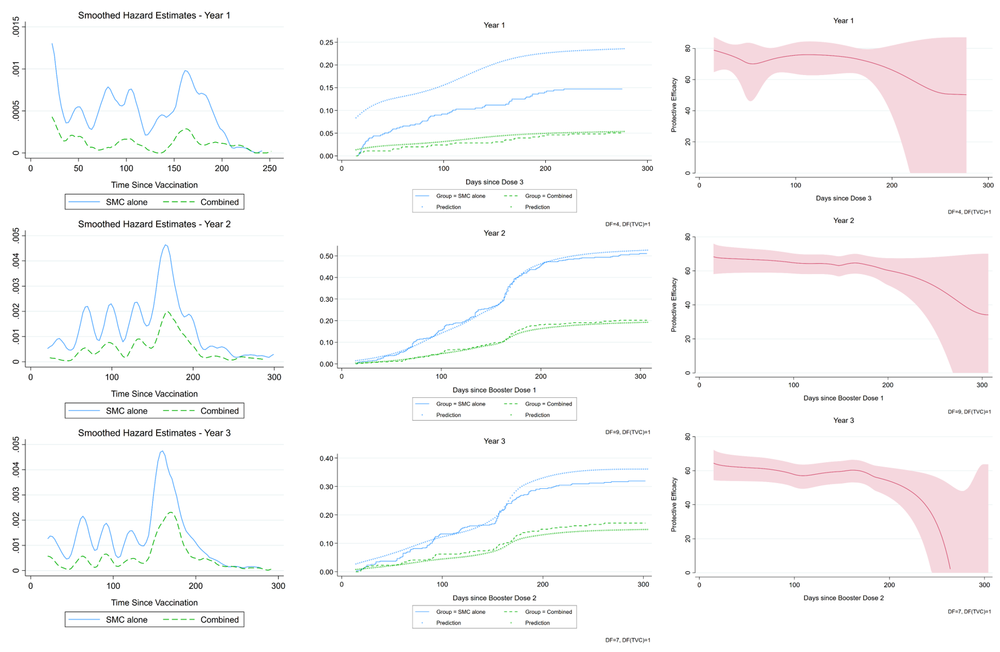 Smoothed Hazard Estimates - Year 1
.0015
.001
.0005
0
0 50 100 150 200 250
Time Since Vaccination
SMC alone Combined
Year 1
0.25
0.20
0.15
0.10
0.05
0.00
0 100 200 300
Days since Dose 3
Group = SMC alone Group = Combined
Prediction Prediction
DF=4, DF(TVC)=1
Year 1
Protective Efficacy
80
60
40
20
0
0 100 200 300
Days since Dose 3
DF=4, DF(TVC)=1
Smoothed Hazard Estimates - Year 2
.005
.004
.003
.002
.001
0
0 100 200 300
Time Since Vaccination
SMC alone Combined
Year 2
0.50
0.40
0.30
0.20
0.10
0.00
0 100 200 300
Days since Booster Dose 1
Group = SMC alone Group = Combined
Prediction Prediction
DF=9, DF(TVC)=1
Year 2
Protective Efficacy
80
60
40
20
0
0 100 200 300
Days since Booster Dose 1
DF=9, DF(TVC)=1
Smoothed Hazard Estimates - Year 3
.005
.004
.003
.002
.001
0
0 100 200 300
Time Since Vaccination
SMC alone Combined
Year 3
0.40
0.30
0.20
0.10
0.00
0 100 200 300
Days since Booster Dose 2
Group = SMC alone Group = Combined
Prediction Prediction
DF=7, DF(TVC)=1
Year 3
Protective Efficacy
80
60
40
20
0
0 100 200 300
Days since Booster Dose 2
DF=7, DF(TVC)=1